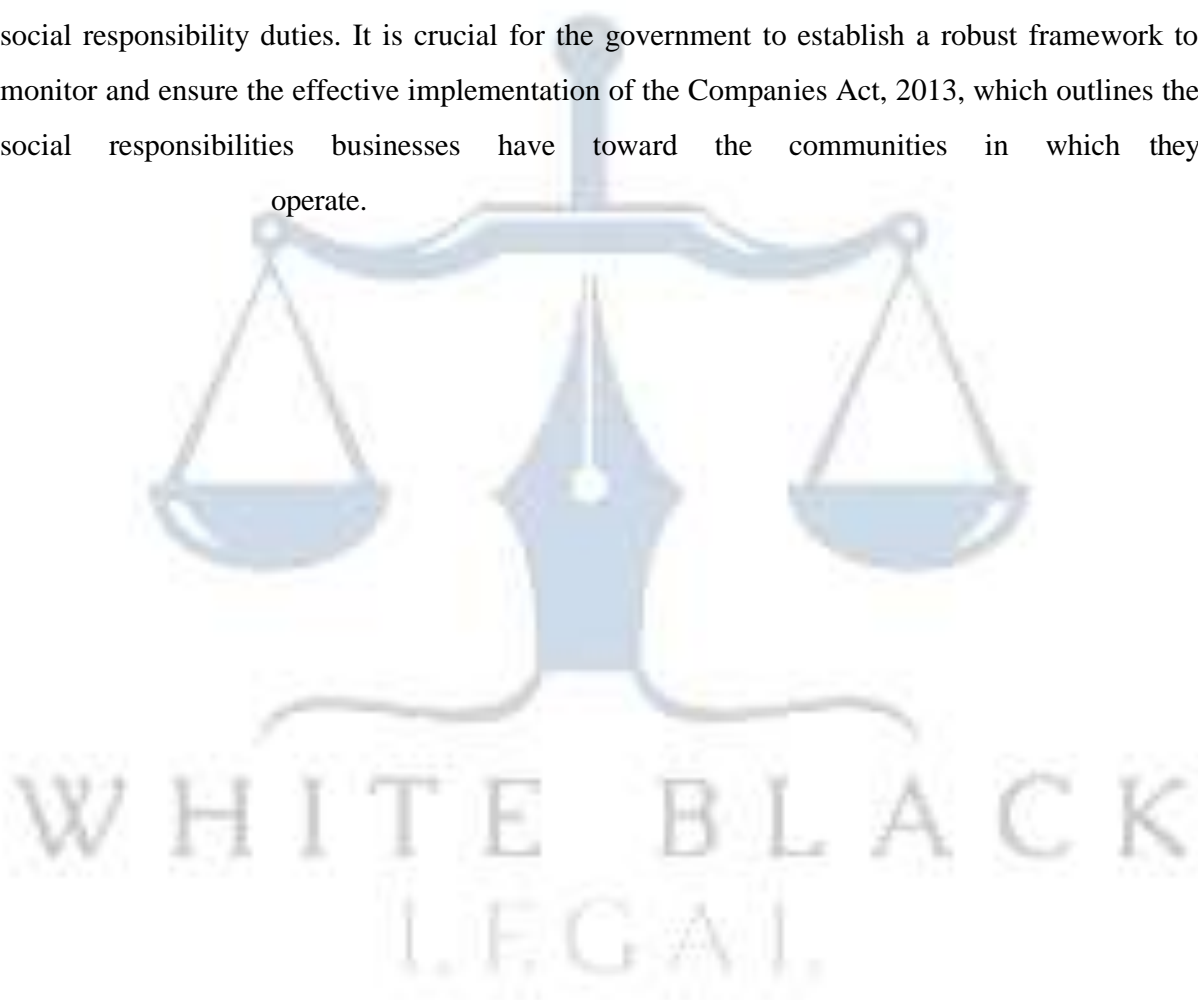 social responsibility duties. It is crucial for the government to establish a robust framework to
monitor and ensure the effective implementation of the Companies Act, 2013, which outlines the
social responsibilities businesses have toward the communities in which they
operate.
WHITE BLACK
LEGAL